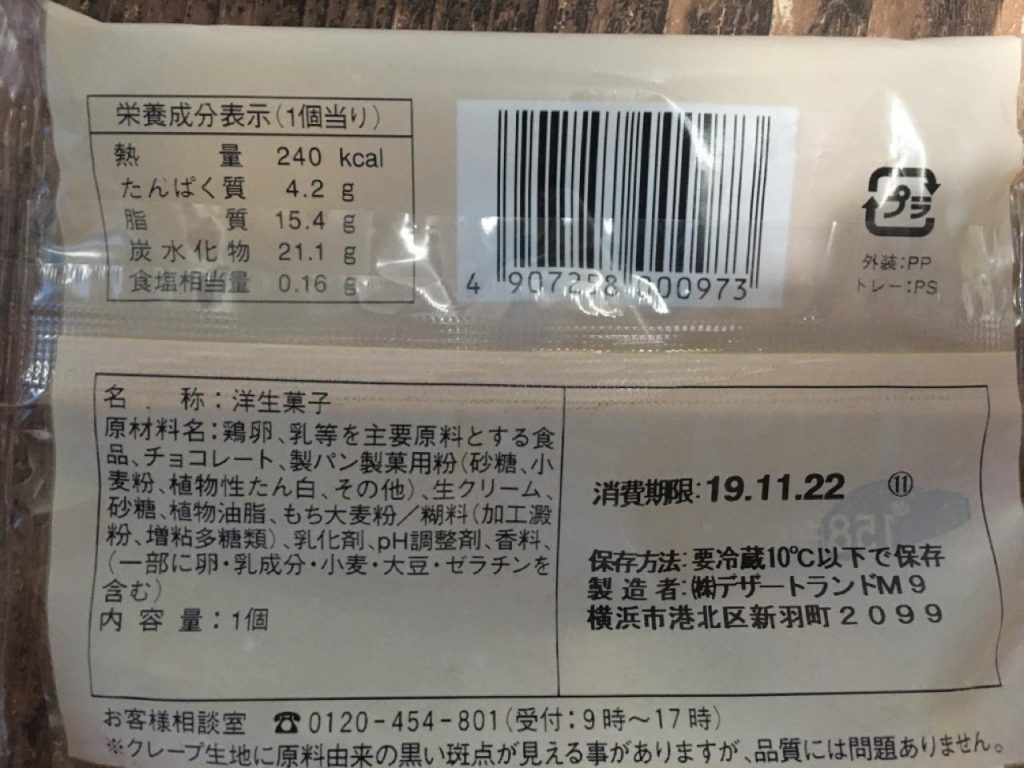 栄養成分表示(1個当り)
熱量 240 kcal
たんぱく質 4.2 g
脂質 15.4 g
炭水化物 21.1 g
食塩相当量 0.16 g
4 907258 000973
プラ
外装:PP
トレー:PS
名 称:洋生菓子
原材料名:鶏卵、乳等を主要原料とする食
品、チョコレート、製パン製菓用粉(砂糖、小
麦粉、植物性たん白、その他)、生クリーム、
砂糖、植物油脂、もち大麦粉/糊料(加工澱
粉、増粘多糖類)、乳化剤、pH調整剤、香料、
(一部に卵・乳成分・小麦・大豆・ゼラチンを
含む)
内容量:1個
消費期限:19.11.22 ⑪
保存方法:要冷蔵10℃以下で保存
製造者:㈱デザートランドM9
横浜市港北区新羽町2099
お客様相談室 ☎0120-454-801(受付:9時~17時)
※クレープ生地に原料由来の黒い斑点が見える事がありますが、品質には問題ありません。